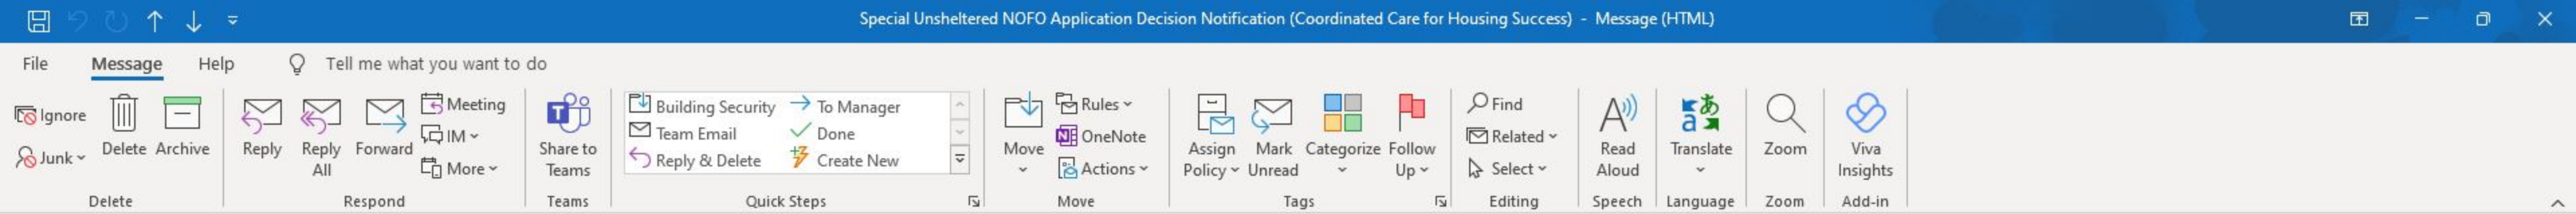 Special Unsheltered NOFO Application Decision Notification (Coordinated Care for Housing Success) - Message (HTML)
File Message Help Tell me what you want to do
Ignore
Junk
Delete
Archive
Delete
Reply
Reply All
Forward
Meeting
IM
More
Respond
Share to Teams
Teams
Building Security
To Manager
Team Email
Done
Reply & Delete
Create New
Quick Steps
Move
Rules
OneNote
Actions
Move
Assign Policy
Mark Unread
Categorize
Follow Up
Tags
Find
Related
Select
Editing
Read Aloud
Speech
Translate
Language
Zoom
Zoom
Viva Insights
Add-in